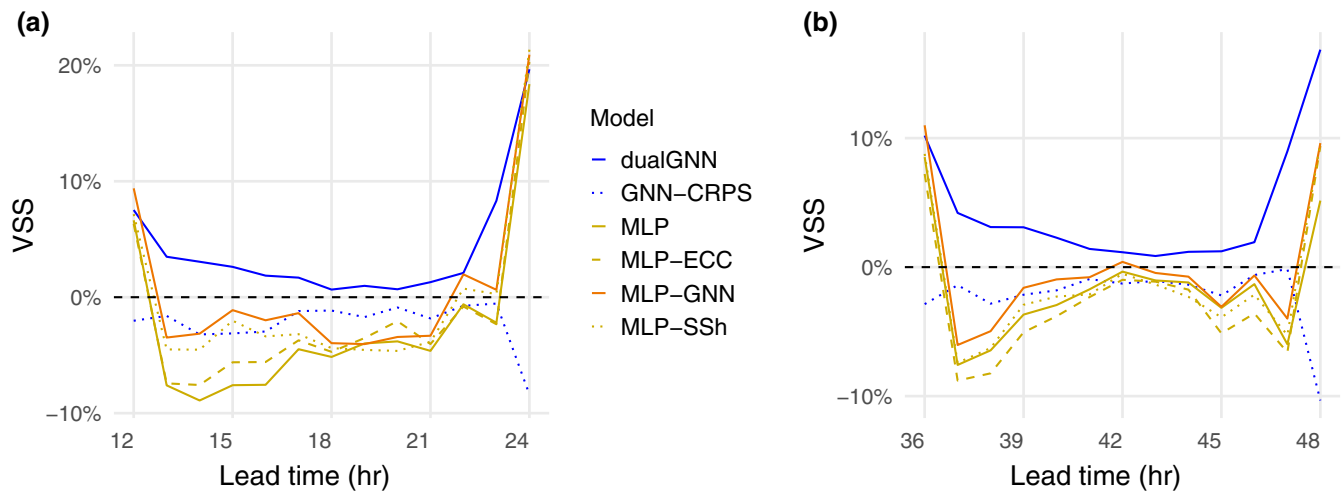 (a)
20%
10%
0%
−10%
VSS
12 15 18 21 24
Lead time (hr)
Model
dualGNN
GNN−CRPS
MLP
MLP−ECC
MLP−GNN
MLP−SSh
(b)
10%
0%
−10%
VSS
36 39 42 45 48
Lead time (hr)